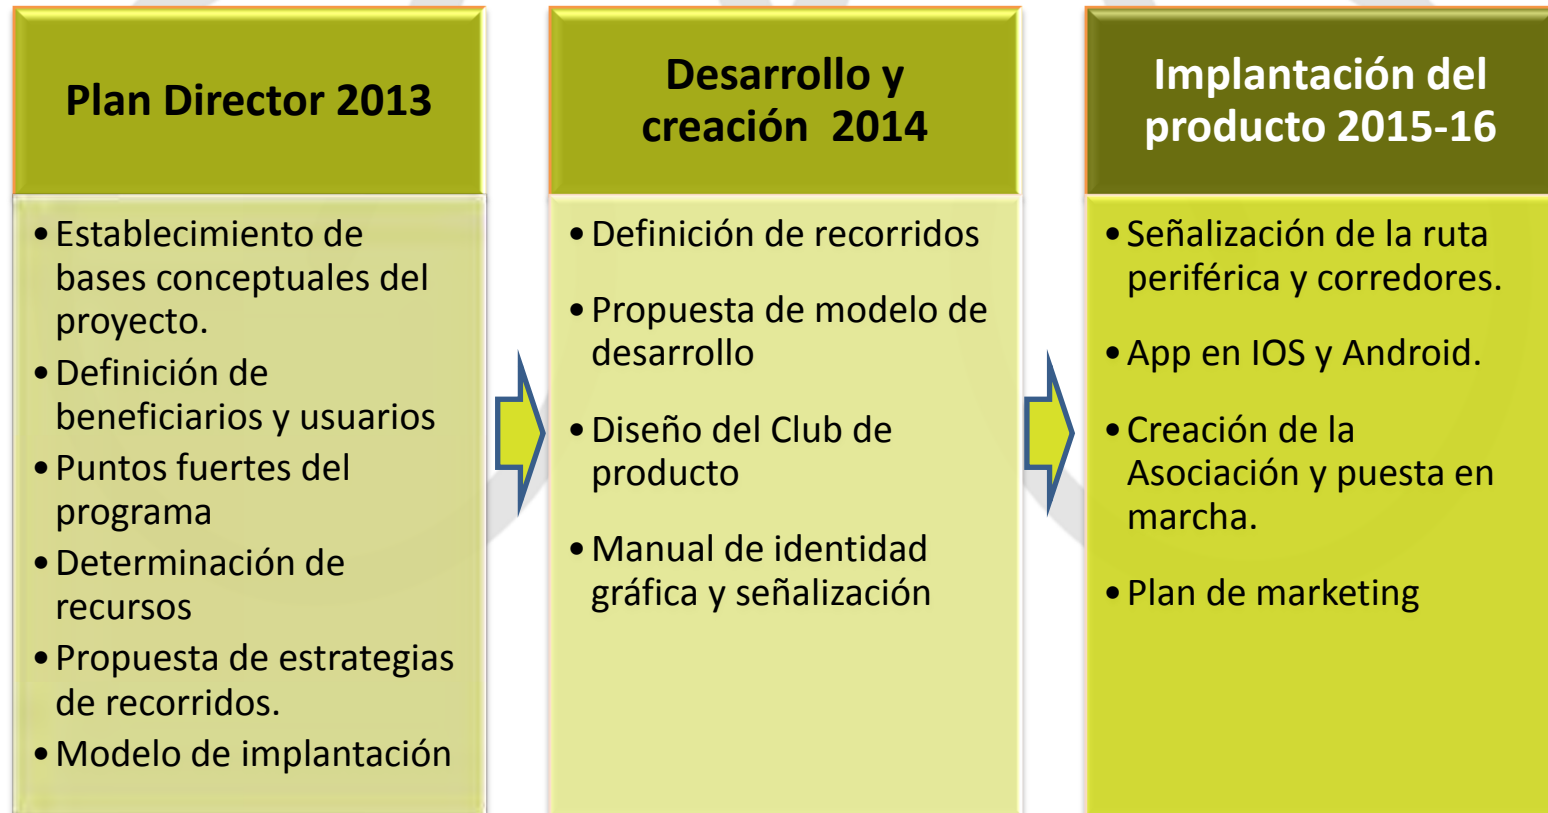 Plan Director 2013
• Establecimiento de
bases conceptuales del
proyecto.
• Definición de
beneficiarios y usuarios
• Puntos fuertes del
programa
• Determinación de
recursos
• Propuesta de estrategias
de recorridos.
• Modelo de implantación
Desarrollo y
creación 2014
• Definición de recorridos
• Propuesta de modelo de
desarrollo
• Diseño del Club de
producto
• Manual de identidad
gráfica y señalización
Implantación del
producto 2015-16
• Señalización de la ruta
periférica y corredores.
• App en IOS y Android.
• Creación de la
Asociación y puesta en
marcha.
• Plan de marketing